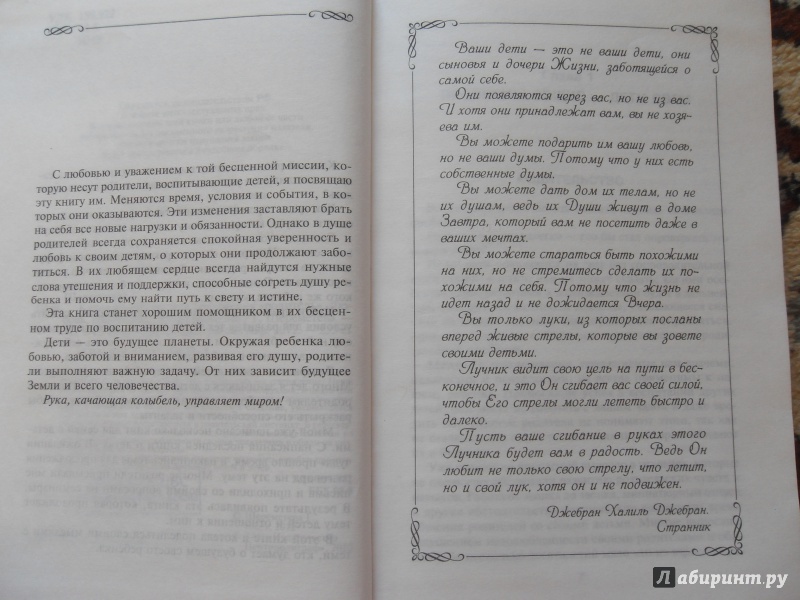 С любовью и уважением к той бесценной миссии, ко-
торую несут родители, воспитывающие детей, я посвящаю
эту книгу им. Меняются время, условия и события, в ко-
торых они оказываются. Эти изменения заставляют брать
на себя все новые нагрузки и обязанности. Однако в душе
родителей всегда сохраняется спокойная уверенность и
любовь к своим детям, о которых они продолжают забо-
титься. В их любящем сердце всегда найдутся нужные
слова утешения и поддержки, способные согреть душу ре-
бенка и помочь ему найти путь к свету и истине.
Эта книга станет хорошим помощником в их бесцен-
ном труде по воспитанию детей.
Дети — это будущее планеты. Окружая ребенка лю-
бовью, заботой и вниманием, развивая его душу, родите-
ли выполняют важную задачу. От них зависит будущее
Земли и всего человечества.
Рука, качающая колыбель, управляет миром!
Ваши дети — это не ваши дети, они
сыновья и дочери Жизни, заботящейся о
самой себе.
Они появляются через вас, но не из вас.
И хотя они принадлежат вам, вы не хозя-
ева им.
Вы можете подарить им вашу любовь,
но не ваши думы. Потому что у них есть
собственные думы.
Вы можете дать дом их телам, но не
их душам, ведь их Души живут в доме
Завтра, который вам не посетить даже в
ваших мечтах.
Вы можете стараться быть похожими
на них, но не стремитесь сделать их по-
хожими на себя. Потому что жизнь не
идет назад и не дожидается Вчера.
Вы только луки, из которых посланы
вперед живые стрелы, которые вы зовете
своими детьми.
Лучник видит свою цель на пути в бес-
конечное, и это Он сгибает вас своей силой,
чтобы Его стрелы могли лететь быстро и
далеко.
Пусть ваше сгибание в руках этого
Лучника будет вам в радость. Ведь Он
любит не только свою стрелу, что летит,
но и свой лук, хотя он и не подвижен.
Джебран Халиль Джебран.
Странник
Лабиринт.ру